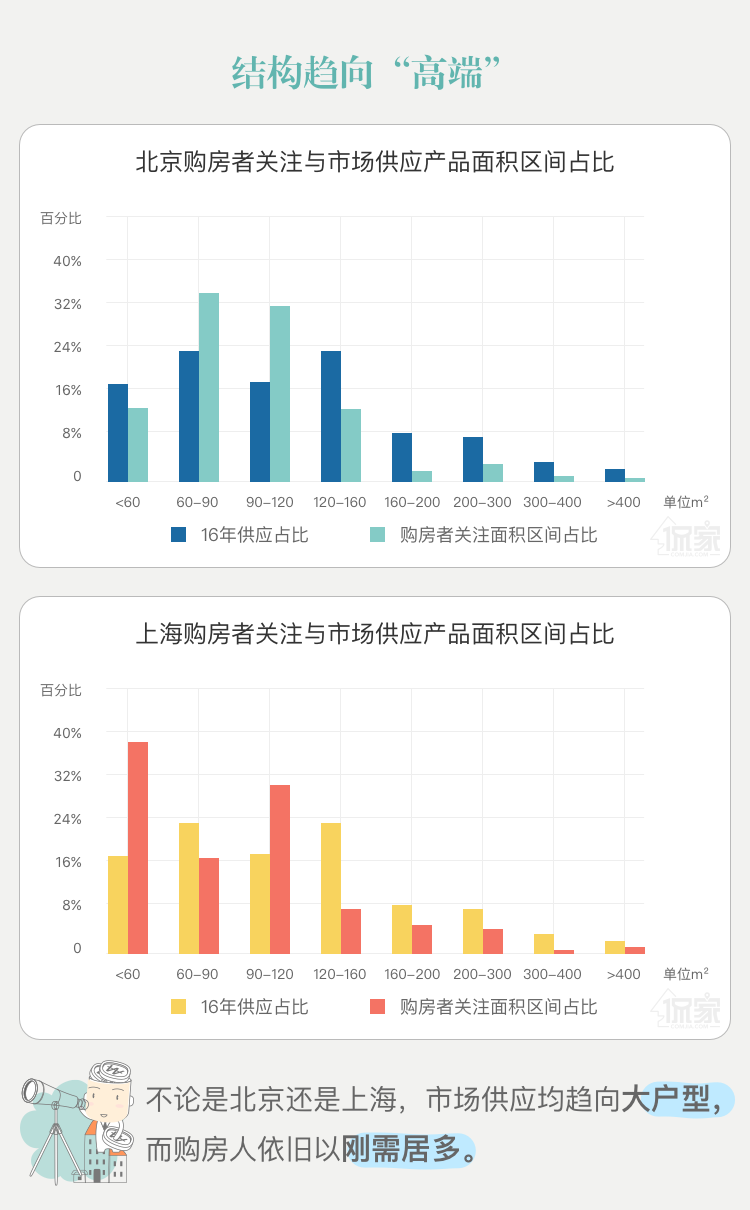 结构趋向“高端”
北京购房者关注与市场供应产品面积区间占比
百分比
40%
32%
24%
16%
8%
0
<60 60–90 90–120 120–160 160–200 200–300 300–400 >400 单位m²
16年供应占比 购房者关注面积区间占比
侃家
上海购房者关注与市场供应产品面积区间占比
百分比
40%
32%
24%
16%
8%
0
<60 60–90 90–120 120–160 160–200 200–300 300–400 >400 单位m²
16年供应占比 购房者关注面积区间占比
侃家
不论是北京还是上海，市场供应均趋向大户型，
而购房人依旧以刚需居多。